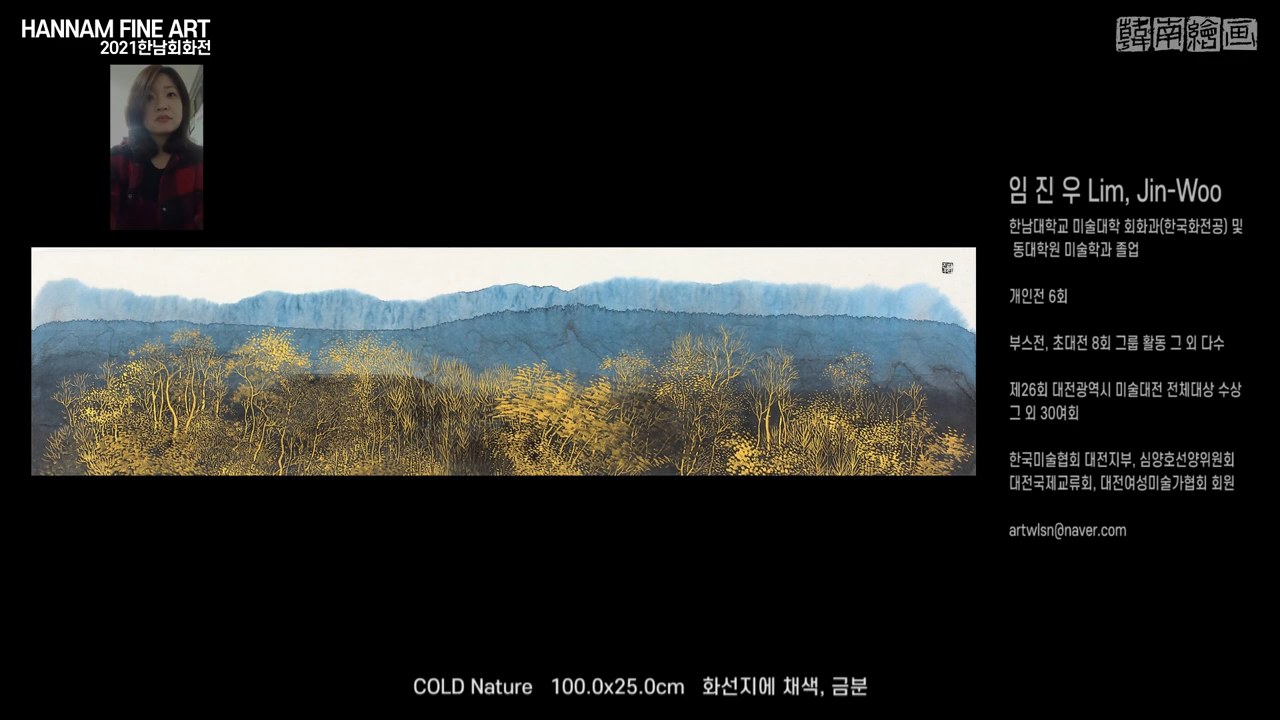 HANNAM FINE ART
2021한남회화전
韓南繪画
임 진 우 Lim, Jin-Woo
한남대학교 미술대학 회화과(한국화전공) 및
동대학원 미술학과 졸업
개인전 6회
부스전, 초대전 8회 그룹 활동 그 외 다수
제26회 대전광역시 미술대전 전체대상 수상
그 외 30여회
한국미술협회 대전지부, 심양호선양위원회
대전국제교류회, 대전여성미술가협회 회원
artwlsn@naver.com
COLD Nature 100.0x25.0cm 화선지에 채색, 금분